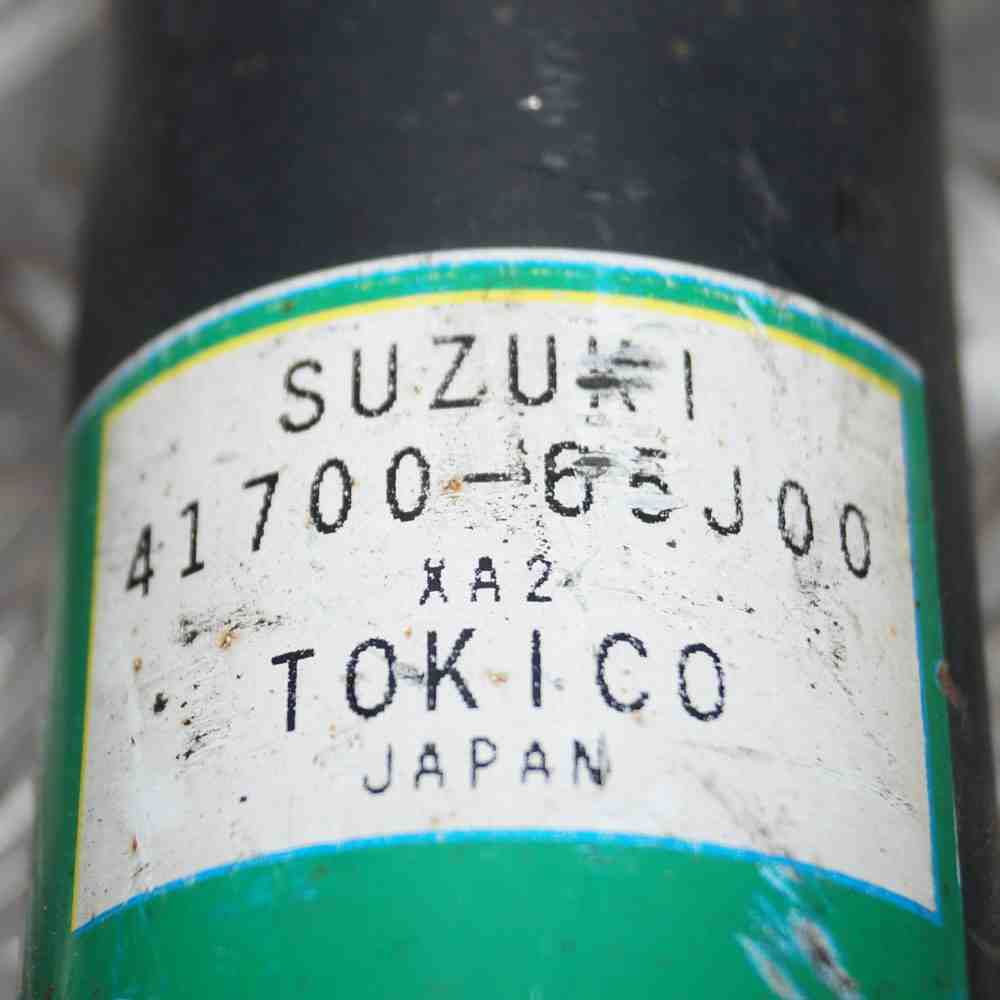 SUZUKI
41700-65J00
XA2
TOKICO
JAPAN